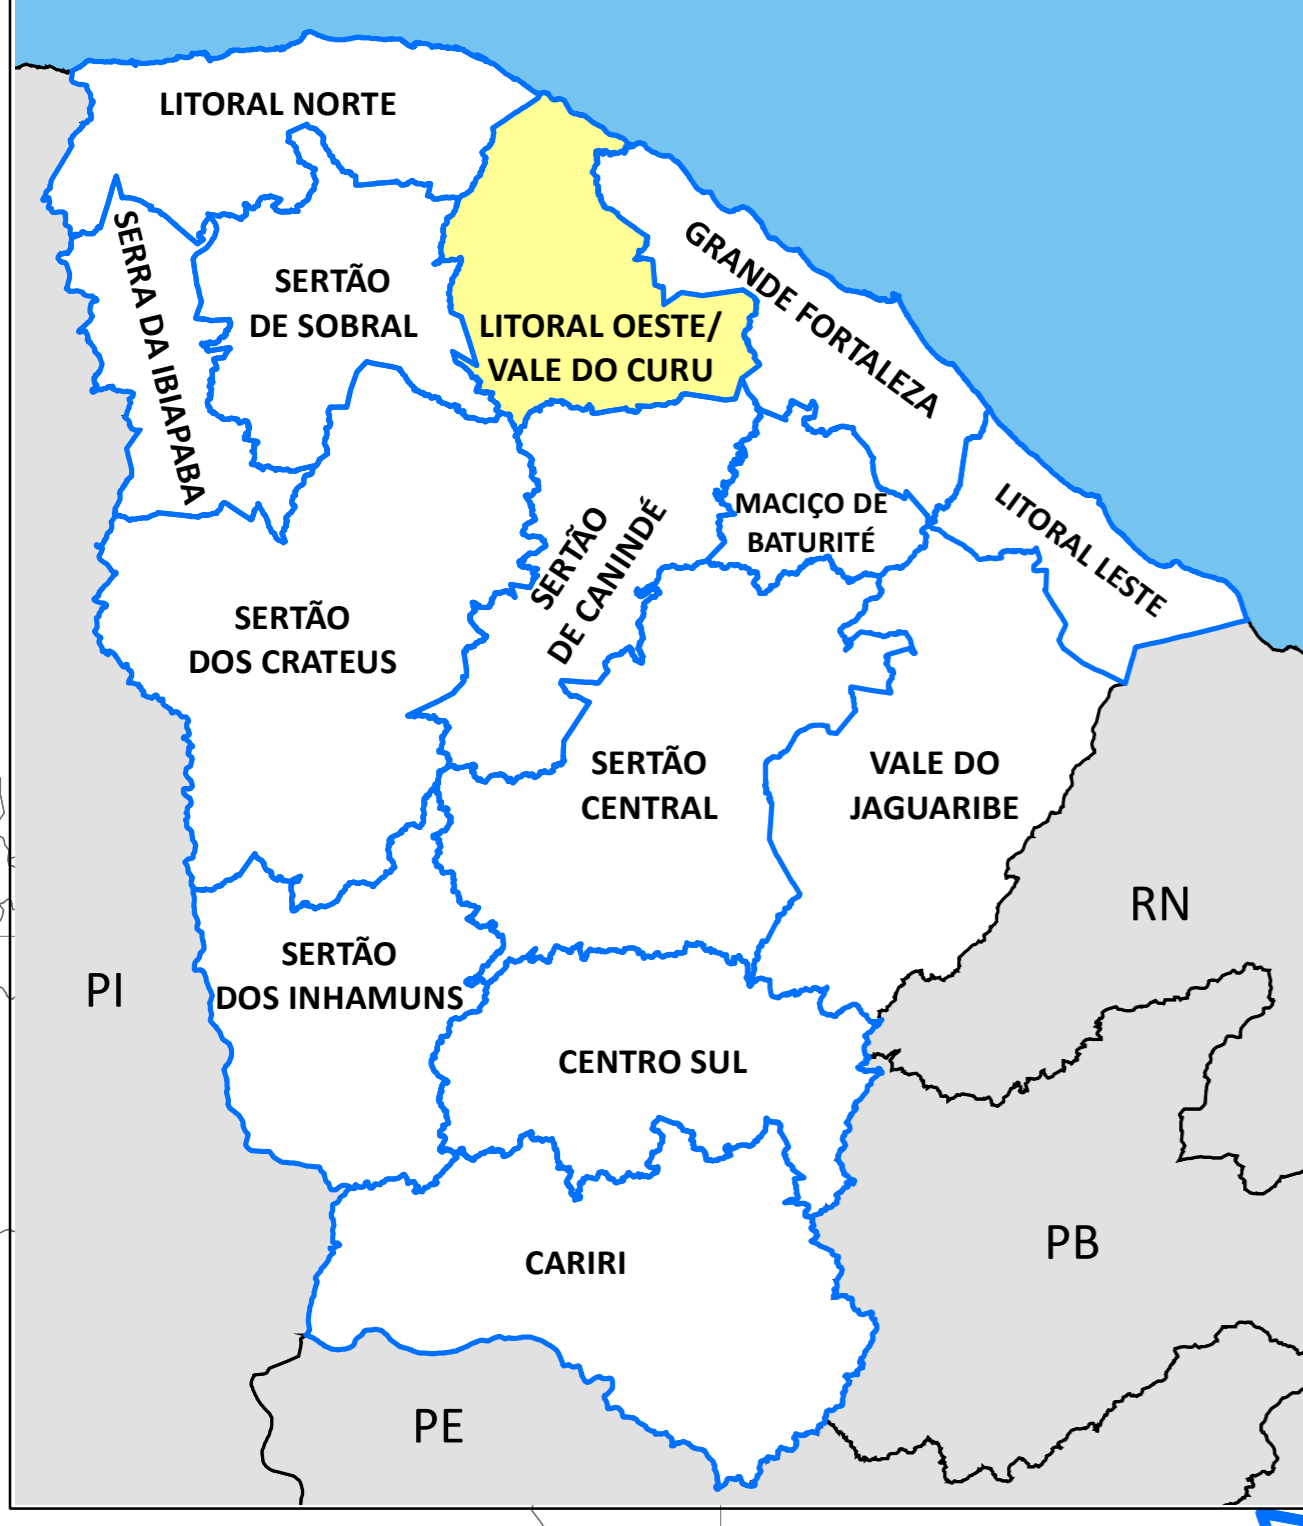 LITORAL NORTE
SERRA DA IBIAPABA
SERTÃO
DE SOBRAL
LITORAL OESTE/
VALE DO CURU
GRANDE FORTALEZA
MACIÇO DE
BATURITÉ
LITORAL LESTE
SERTÃO
DE CANINDÉ
SERTÃO
DOS CRATEUS
SERTÃO
CENTRAL
VALE DO
JAGUARIBE
RN
PI
SERTÃO
DOS INHAMUNS
CENTRO SUL
PB
CARIRI
PE